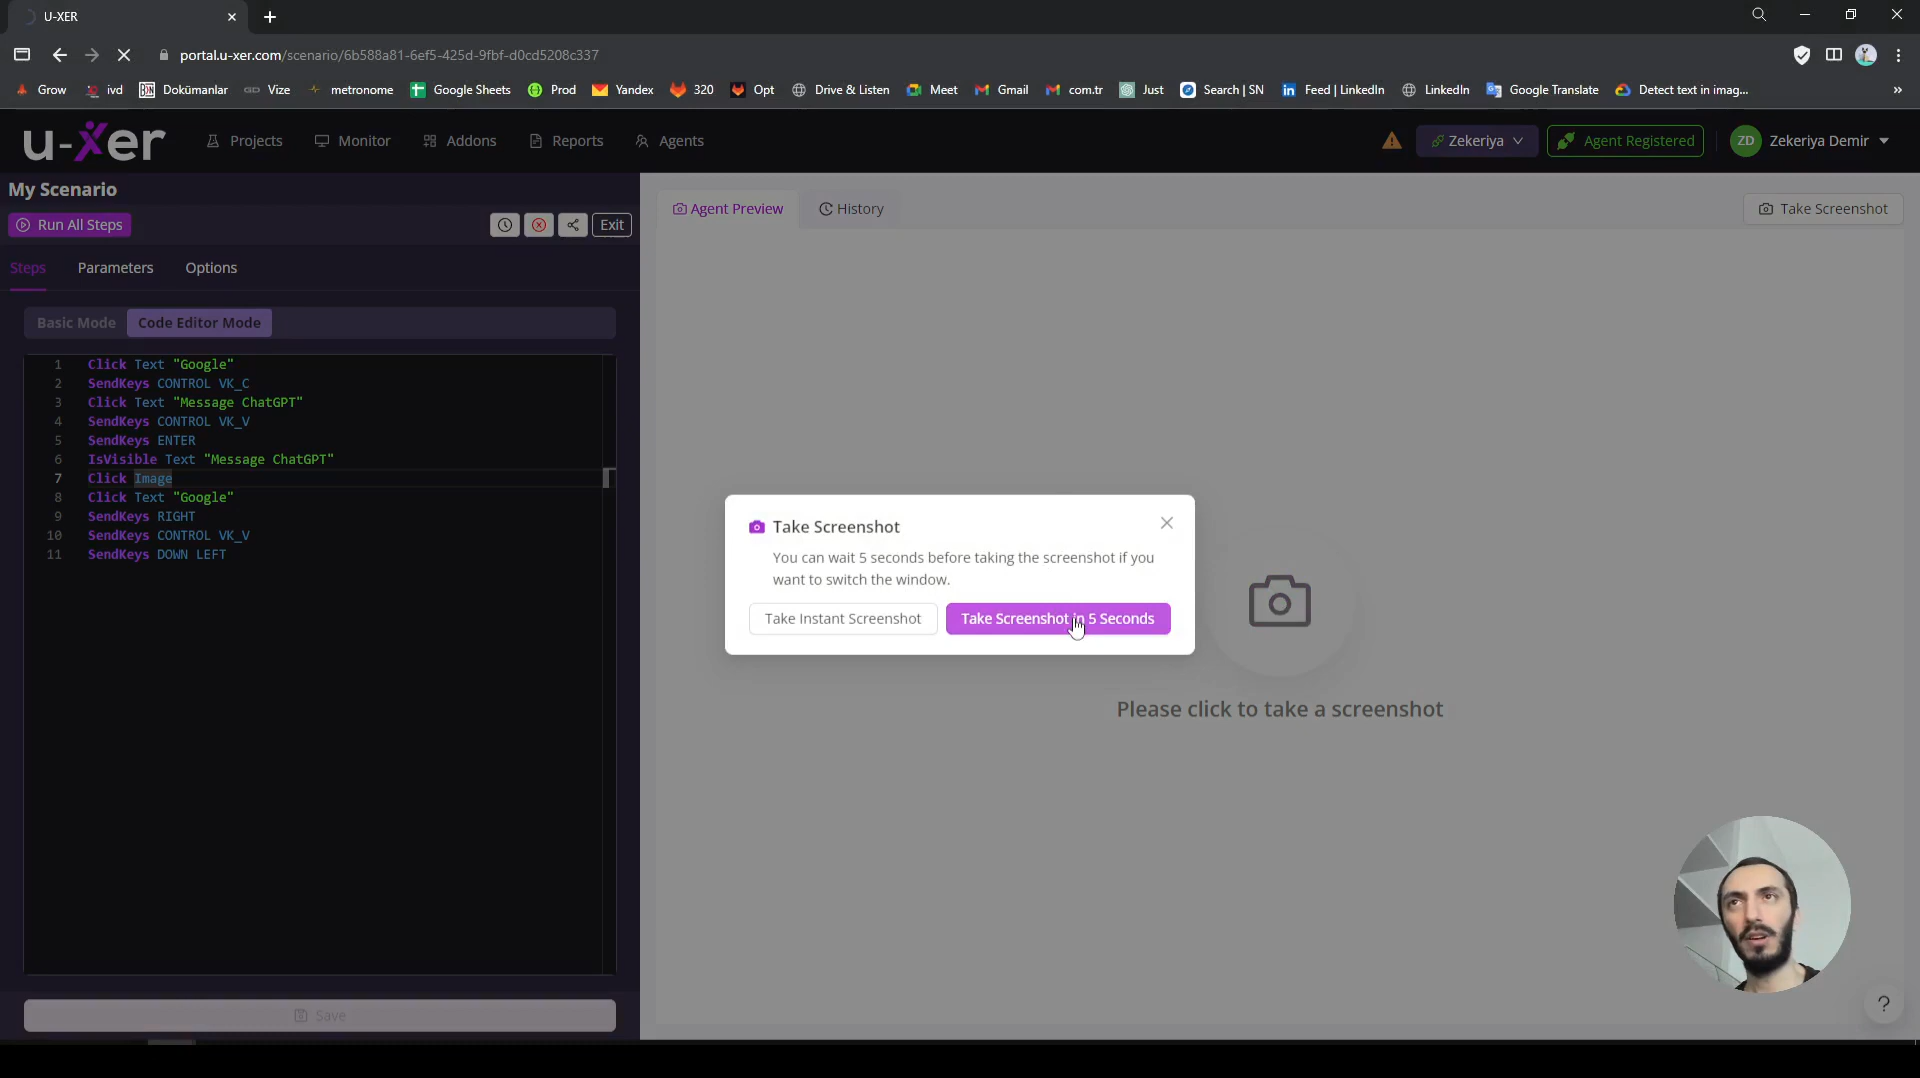 U-XER
portal.u-xer.com/scenario/6b588a81-6ef5-425d-9fbf-d0cd5208c337
Grow ivd Dokümanlar Vize metronome Google Sheets Prod Yandex 320 Opt Drive & Listen Meet Gmail com.tr Just Search | SN Feed | LinkedIn LinkedIn Google Translate Detect text in imag...
u-xer Projects Monitor Addons Reports Agents Zekeriya Agent Registered ZD Zekeriya Demir
My Scenario
Run All Steps Exit
Agent Preview History Take Screenshot
Steps Parameters Options
Basic Mode Code Editor Mode
1 Click Text "Google"
2 SendKeys CONTROL VK_C
3 Click Text "Message ChatGPT"
4 SendKeys CONTROL VK_V
5 SendKeys ENTER
6 IsVisible Text "Message ChatGPT"
7 Click Image
8 Click Text "Google"
9 SendKeys RIGHT
10 SendKeys CONTROL VK_V
11 SendKeys DOWN LEFT
Take Screenshot
You can wait 5 seconds before taking the screenshot if you
want to switch the window.
Take Instant Screenshot Take Screenshot in 5 Seconds
Please click to take a screenshot
Save
?